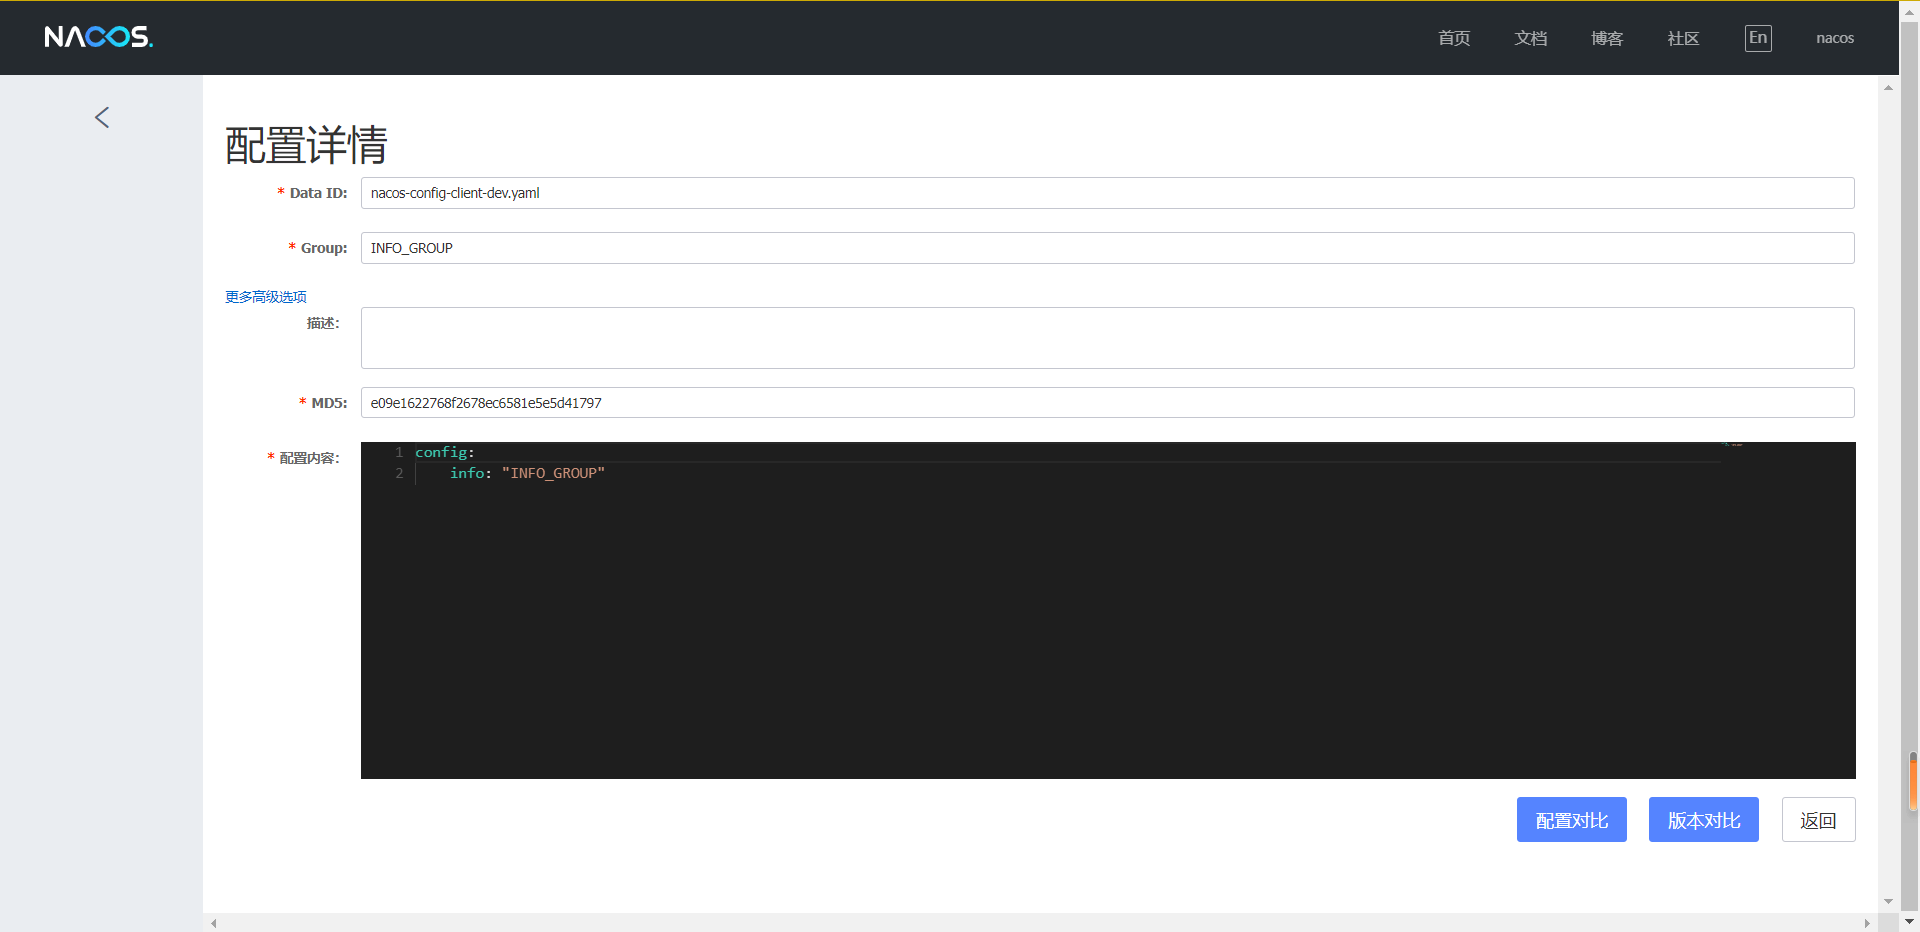 NACOS.
首页 文档 博客 社区 En nacos
配置详情
* Data ID: nacos-config-client-dev.yaml
* Group: INFO_GROUP
更多高级选项
描述:
* MD5: e09e1622768f2678ec6581e5e5d41797
* 配置内容:
1 config:
2     info: "INFO_GROUP"
配置对比 版本对比 返回